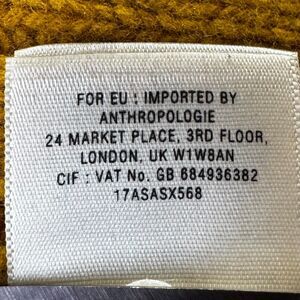 FOR EU : IMPORTED BY
ANTHROPOLOGIE
24 MARKET PLACE, 3RD FLOOR,
LONDON, UK W1W8AN
CIF : VAT No. GB 684936382
17ASASX568